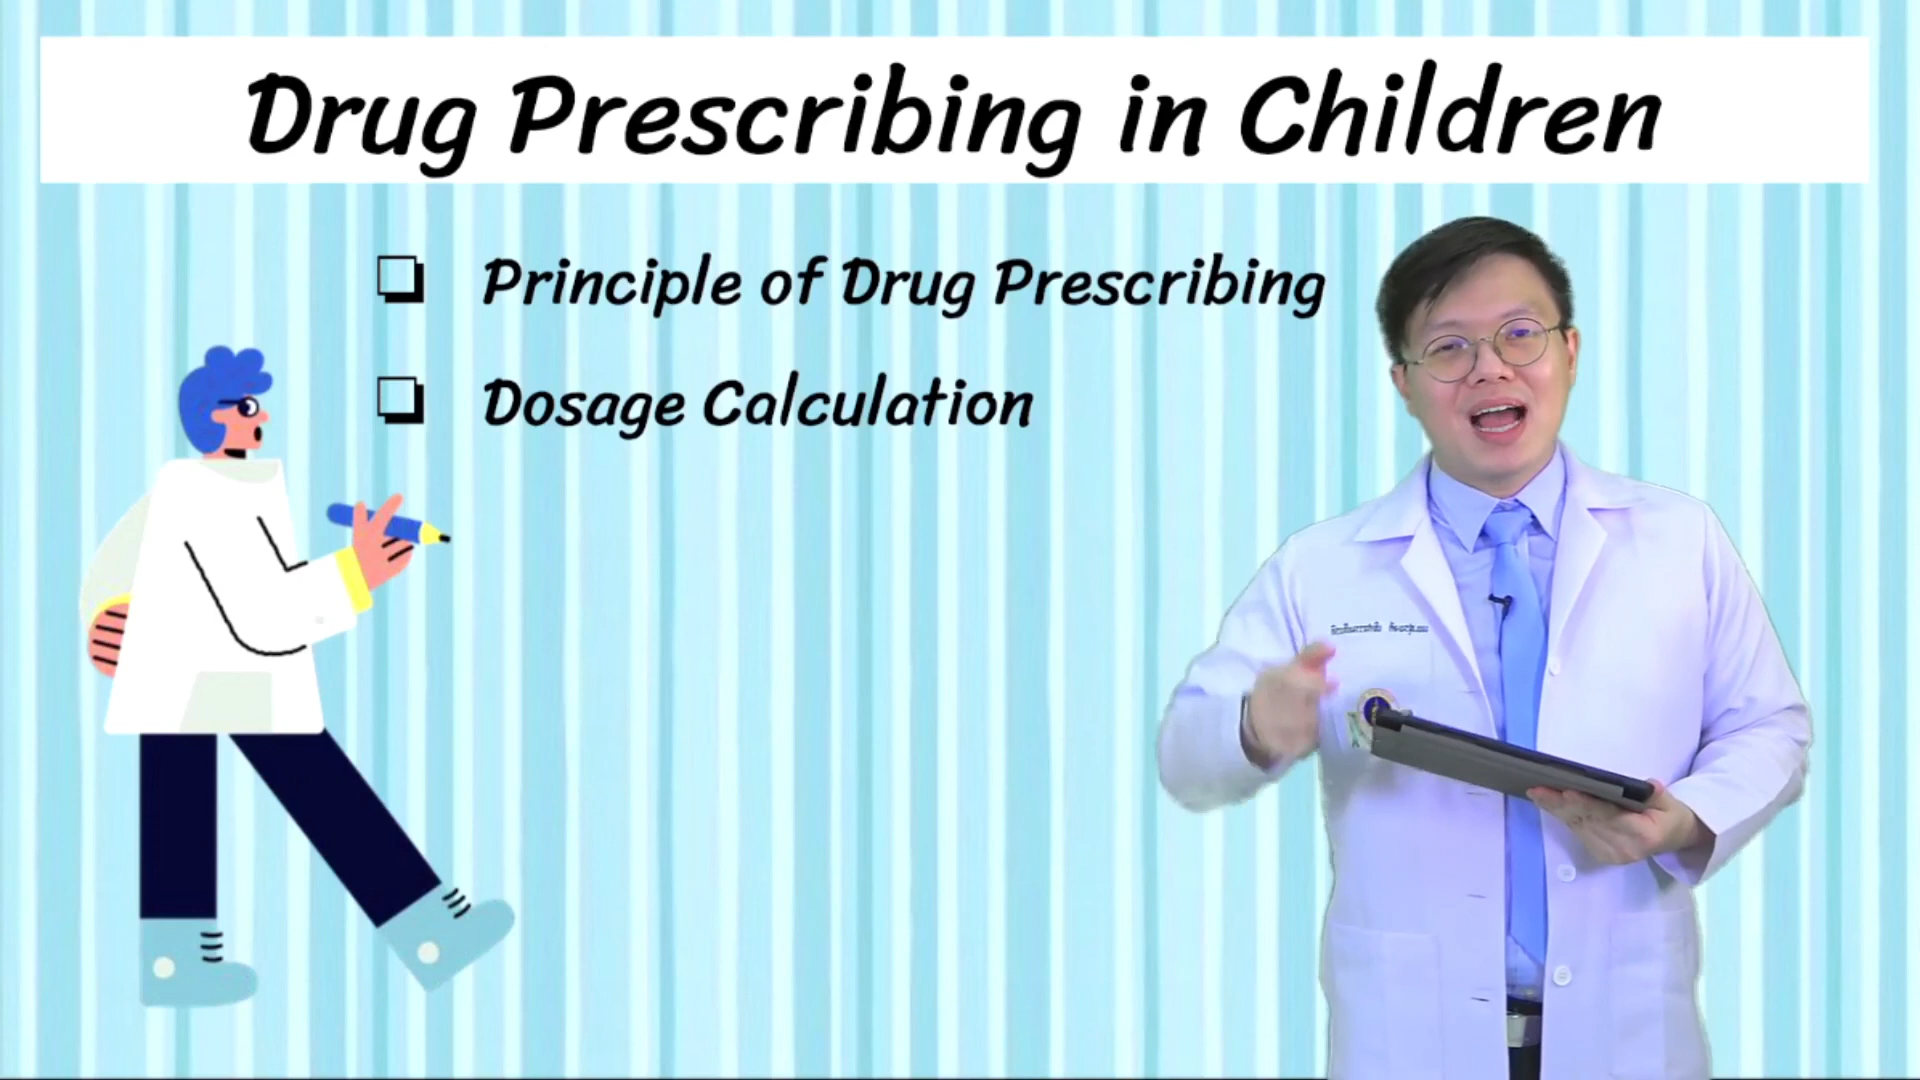 Drug Prescribing in Children
Principle of Drug Prescribing
Dosage Calculation